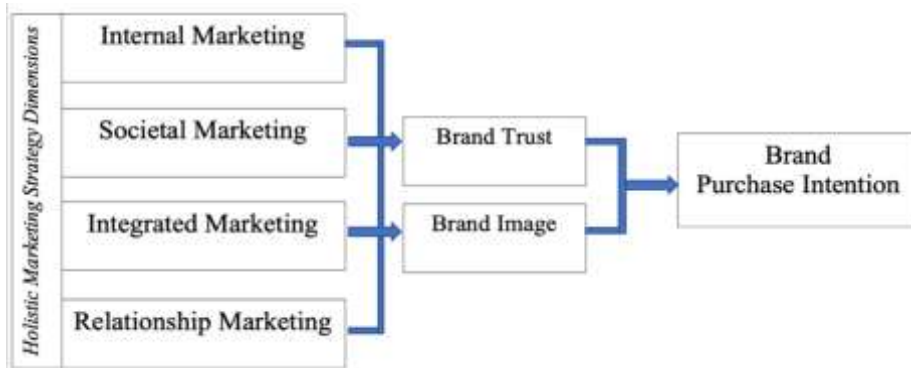 Holistic Marketing Strategy Dimensions
Internal Marketing
Societal Marketing
Integrated Marketing
Relationship Marketing
Brand Trust
Brand Image
Brand
Purchase Intention